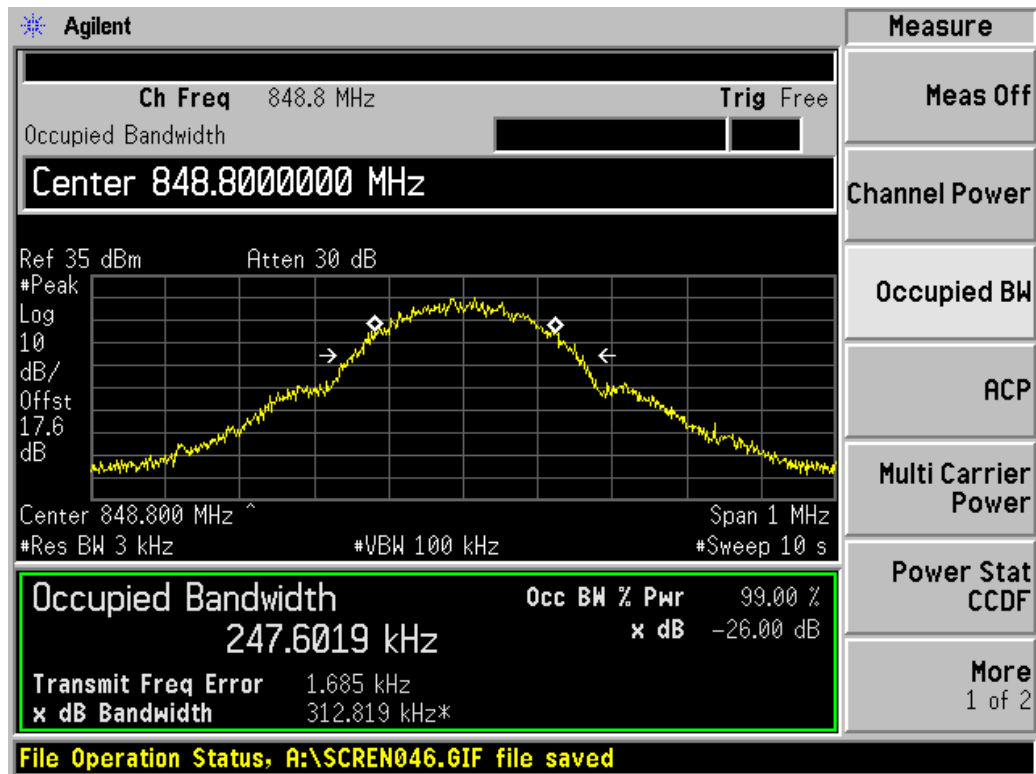 Agilent
Measure
Ch Freq 848.8 MHz Trig Free
Meas Off
Occupied Bandwidth
Center 848.8000000 MHz
Channel Power
Ref 35 dBm Atten 30 dB
#Peak
Log
10
dB/
Offst
17.6
dB
Occupied BW
ACP
Multi Carrier
Power
Center 848.800 MHz ^ Span 1 MHz
#Res BW 3 kHz #VBW 100 kHz #Sweep 10 s
Power Stat
CCDF
Occupied Bandwidth Occ BW % Pwr 99.00 %
247.6019 kHz x dB -26.00 dB
Transmit Freq Error 1.685 kHz
x dB Bandwidth 312.819 kHz*
More
1 of 2
File Operation Status, A:\SCREN046.GIF file saved